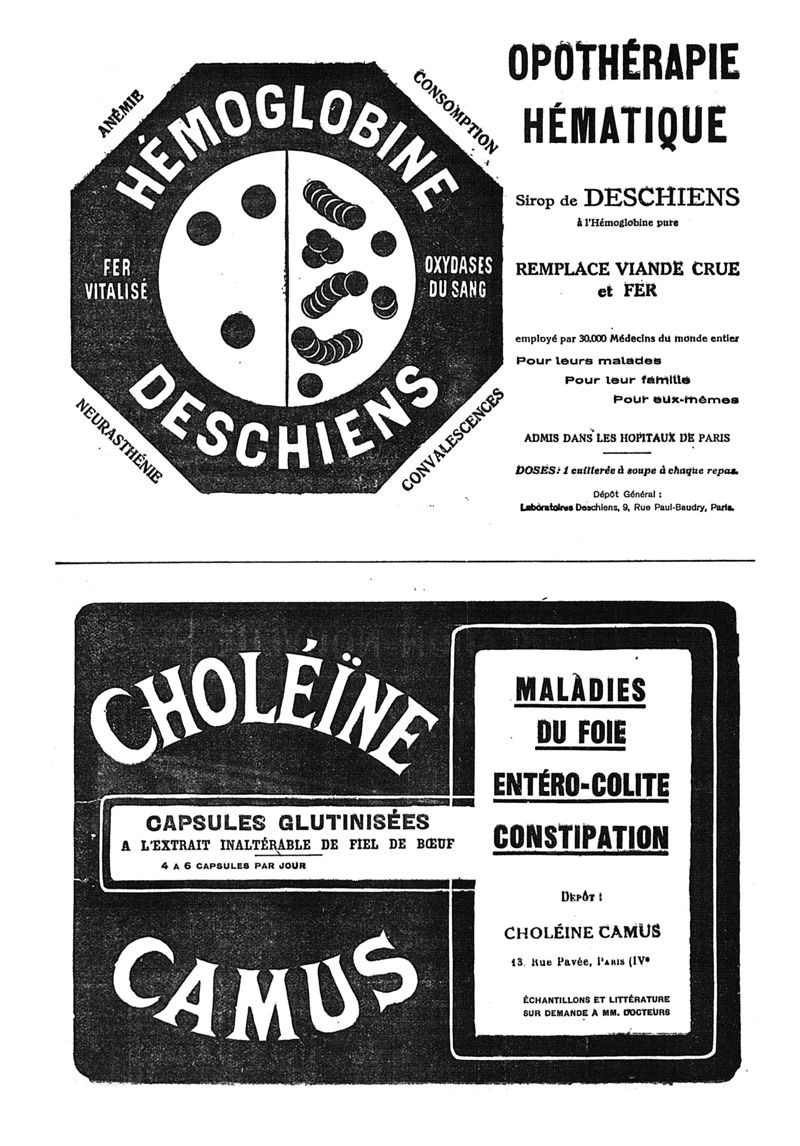 ANÉMIE
CONSOMPTION
HÉMOGLOBINE
FER
VITALISÉ
OXYDASES
DU SANG
DESCHIENS
NEURASTHÉNIE
CONVALESCENCES
OPOTHÉRAPIE
HÉMATIQUE
Sirop de DESCHIENS
à l'Hémoglobine pure
REMPLACE VIANDE CRUE
et FER
employé par 30.000 Médecins du monde entier
Pour leurs malades
Pour leur famille
Pour eux-mêmes
ADMIS DANS LES HOPITAUX DE PARIS
DOSES: 1 cuillerée à soupe à chaque repas.
Dépôt Général :
Laboratoires Deschiens, 9, Rue Paul-Baudry, Paris.
CHOLÉÏNE
CAPSULES GLUTINISÉES
A L'EXTRAIT INALTÉRABLE DE FIEL DE BŒUF
4 A 6 CAPSULES PAR JOUR
CAMUS
MALADIES
DU FOIE
ENTÉRO-COLITE
CONSTIPATION
DÉPÔT :
CHOLÉINE CAMUS
13, Rue Pavée, PARIS (IVe
ÉCHANTILLONS ET LITTÉRATURE
SUR DEMANDE A MM. DOCTEURS